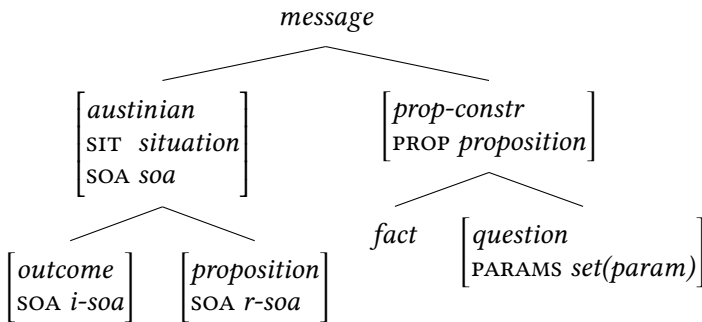 message
austinian
SIT situation
SOA soa
prop-constr
PROP proposition
outcome
SOA i-soa
proposition
SOA r-soa
fact
question
PARAMS set(param)